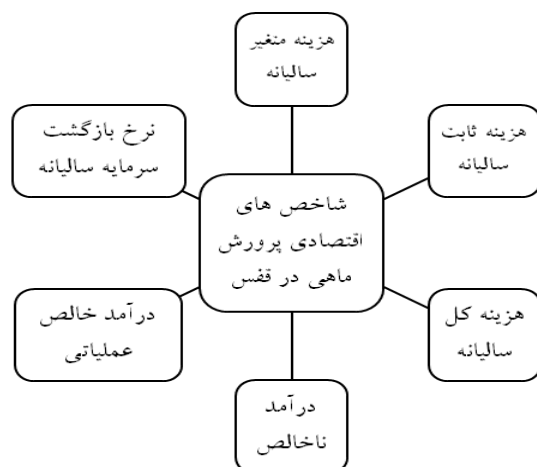 هزینه متغیر
سالیانه
هزینه ثابت
سالیانه
نرخ بازگشت
سرمایه سالیانه
شاخص های
اقتصادی پرورش
ماهی در قفس
هزینه کل
سالیانه
درآمد خالص
عملیاتی
درآمد
ناخالص